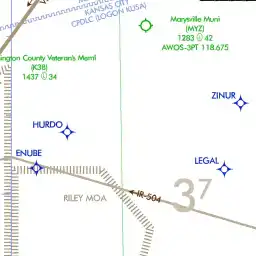 KANSAS CITY
CPDLC (LOGON KUSA)
Marysville Muni
(MYZ)
1283 42
AWOS-3PT 118.675
ington County Veteran's Meml
(K38)
1437 34
ZINUR
HURDO
ENUBE
LEGAL
RILEY MOA
IR-504
37